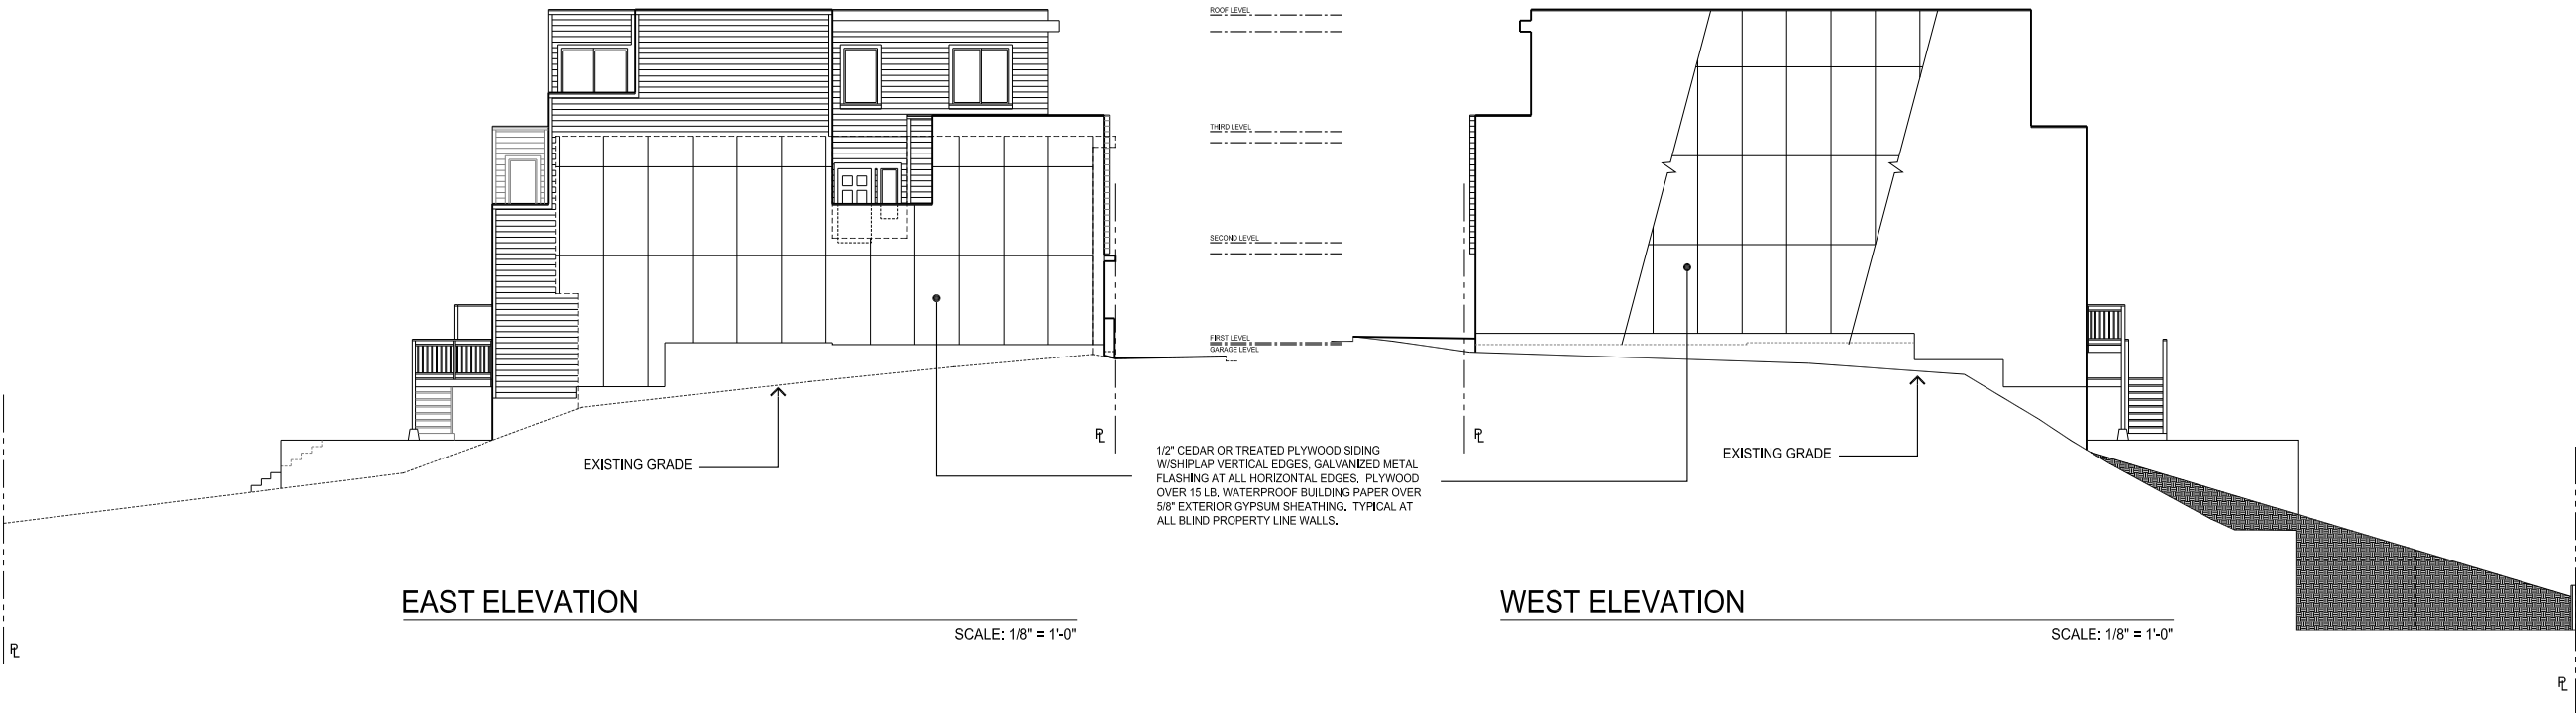 ROOF LEVEL
THIRD LEVEL
SECOND LEVEL
FIRST LEVEL
GARAGE LEVEL
PL
PL
EXISTING GRADE
1/2" CEDAR OR TREATED PLYWOOD SIDING
W/SHIPLAP VERTICAL EDGES, GALVANIZED METAL
FLASHING AT ALL HORIZONTAL EDGES. PLYWOOD
OVER 15 LB. WATERPROOF BUILDING PAPER OVER
5/8" EXTERIOR GYPSUM SHEATHING. TYPICAL AT
ALL BLIND PROPERTY LINE WALLS.
EXISTING GRADE
EAST ELEVATION
SCALE: 1/8" = 1'-0"
WEST ELEVATION
SCALE: 1/8" = 1'-0"
PL
PL